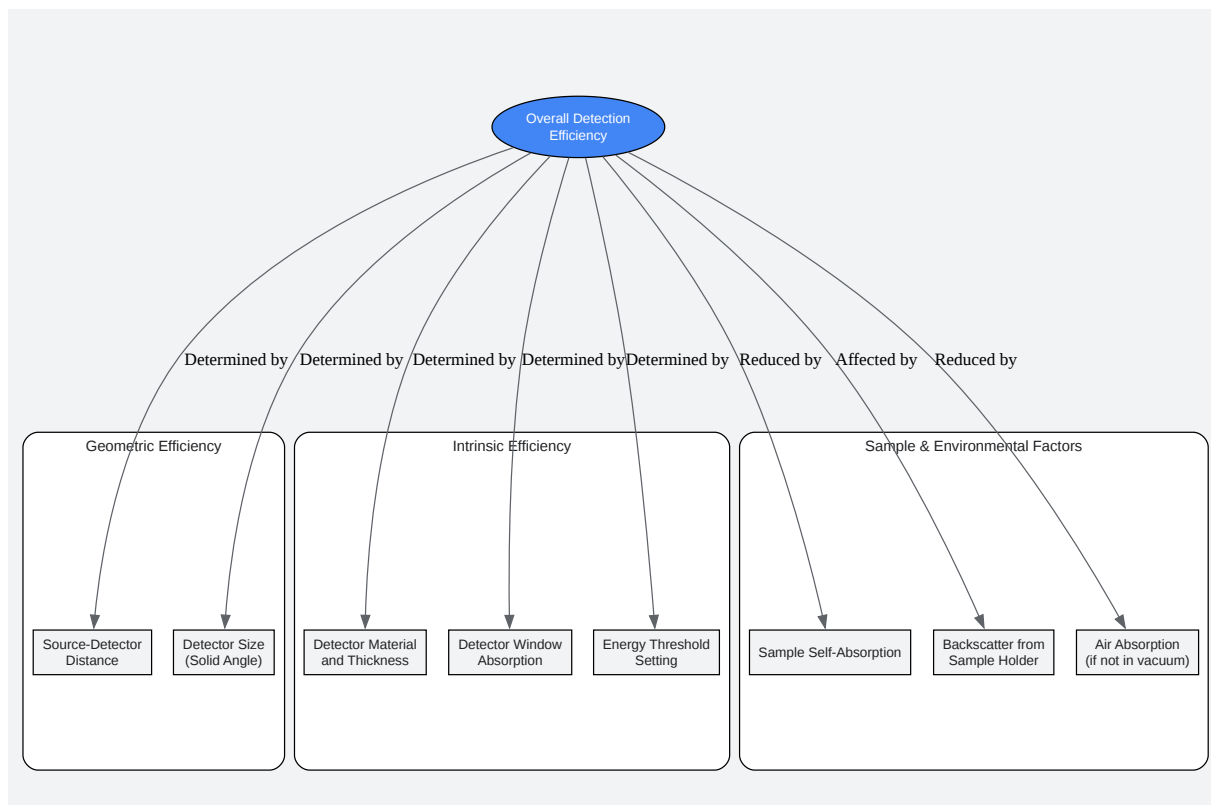 Overall Detection
Efficiency
Determined by
Determined by
Determined by
Determined by
Determined by
Reduced by
Affected by
Reduced by
Geometric Efficiency
Intrinsic Efficiency
Sample & Environmental Factors
Source-Detector
Distance
Detector Size
(Solid Angle)
Detector Material
and Thickness
Detector Window
Absorption
Energy Threshold
Setting
Sample Self-Absorption
Backscatter from
Sample Holder
Air Absorption
(if not in vacuum)